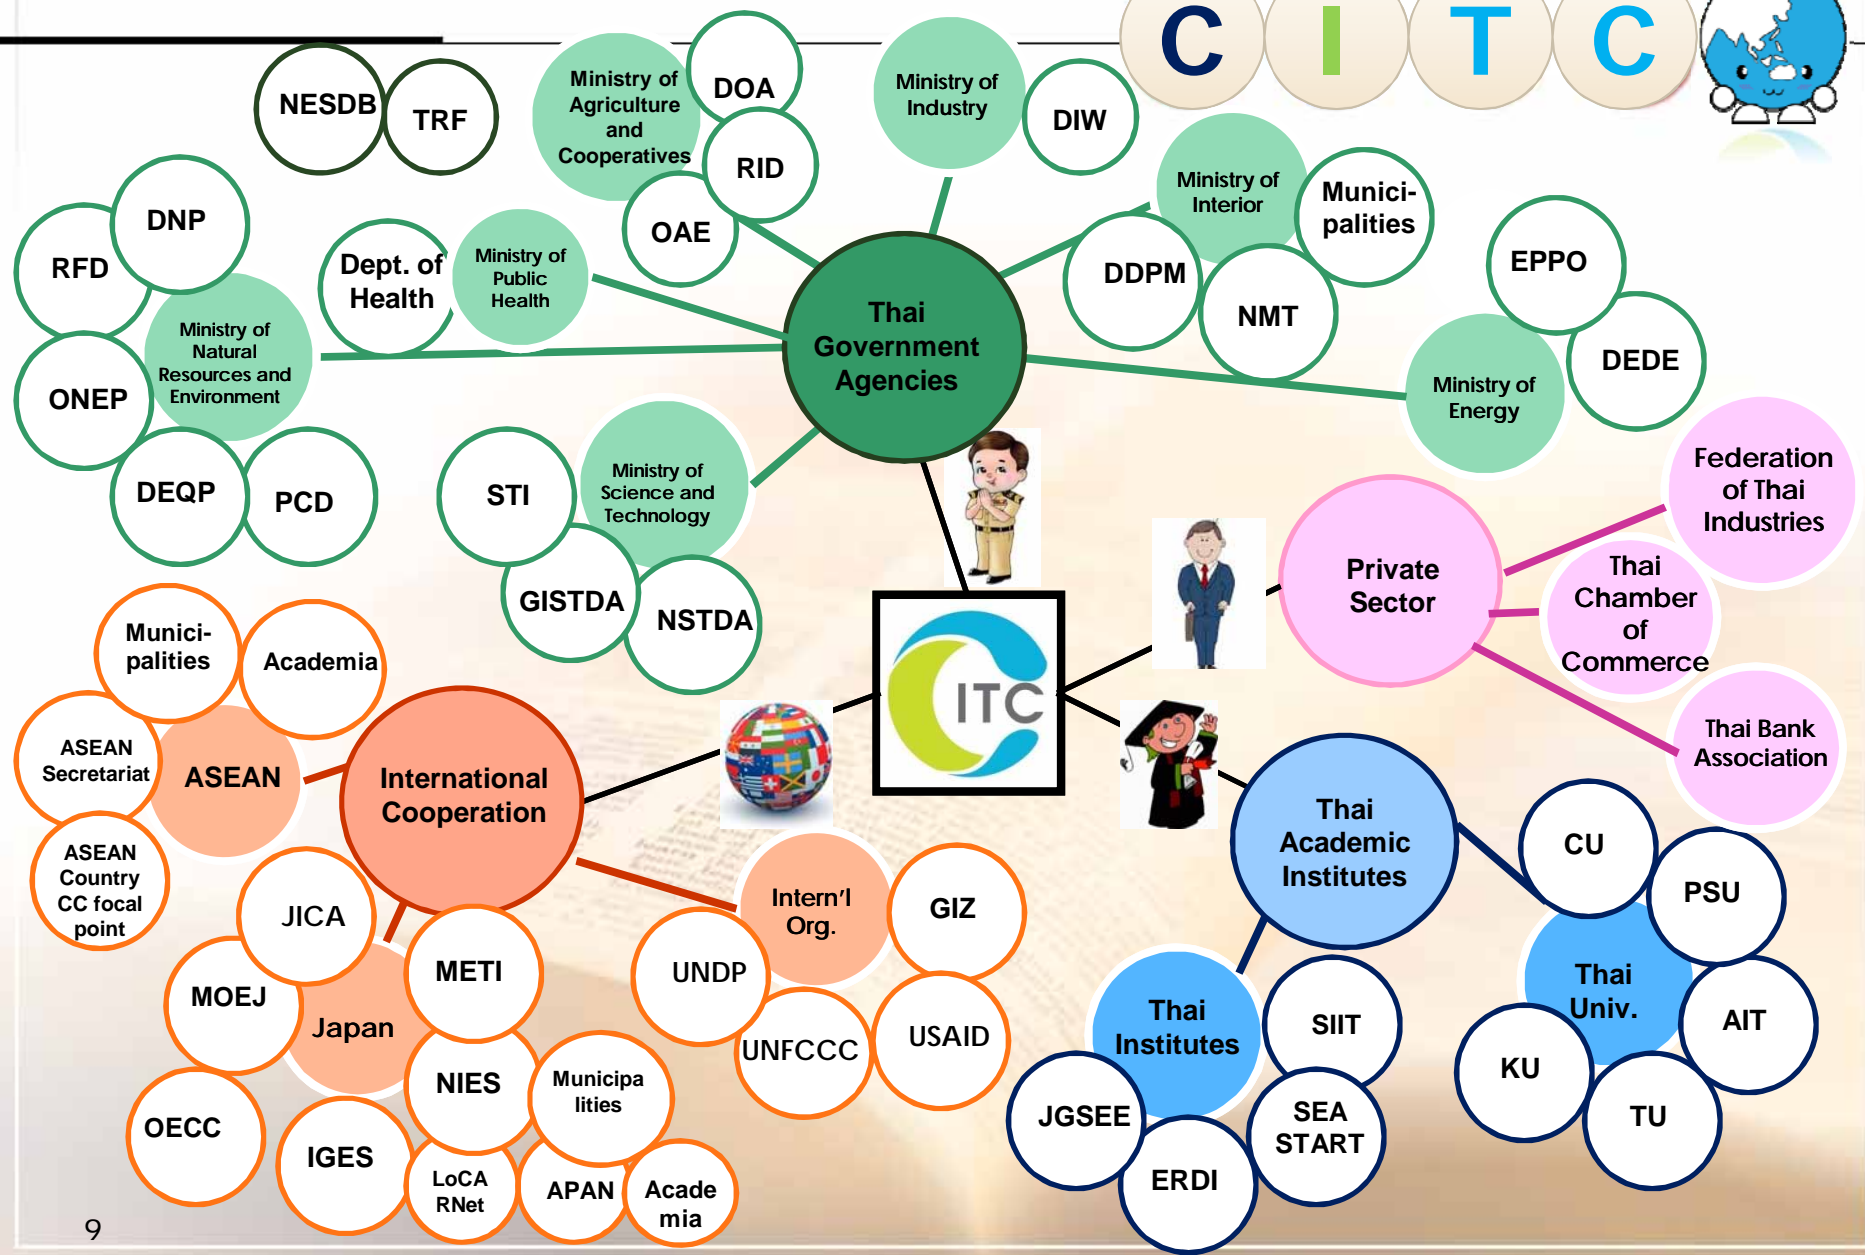 C I T C
NESDB
TRF
Ministry of
Agriculture
and
Cooperatives
DOA
RID
OAE
Ministry of
Industry
DIW
Ministry of
Interior
Munici-
palities
DDPM
NMT
EPPO
DEDE
Ministry of
Energy
DNP
RFD
Ministry of
Natural
Resources and
Environment
ONEP
DEQP
PCD
Dept. of
Health
Ministry of
Public
Health
Thai
Government
Agencies
STI
Ministry of
Science and
Technology
GISTDA
NSTDA
Private
Sector
Federation
of Thai
Industries
Thai
Chamber
of
Commerce
Thai Bank
Association
ITC
Munici-
palities
Academia
ASEAN
Secretariat
ASEAN
ASEAN
Country
CC focal
point
International
Cooperation
JICA
MOEJ
Japan
METI
NIES
OECC
IGES
LoCA
RNet
APAN
Municipa
lities
Acade
mia
Intern'l
Org.
GIZ
UNDP
UNFCCC
USAID
Thai
Academic
Institutes
Thai
Institutes
SIIT
JGSEE
ERDI
SEA
START
CU
PSU
Thai
Univ.
AIT
KU
TU
9